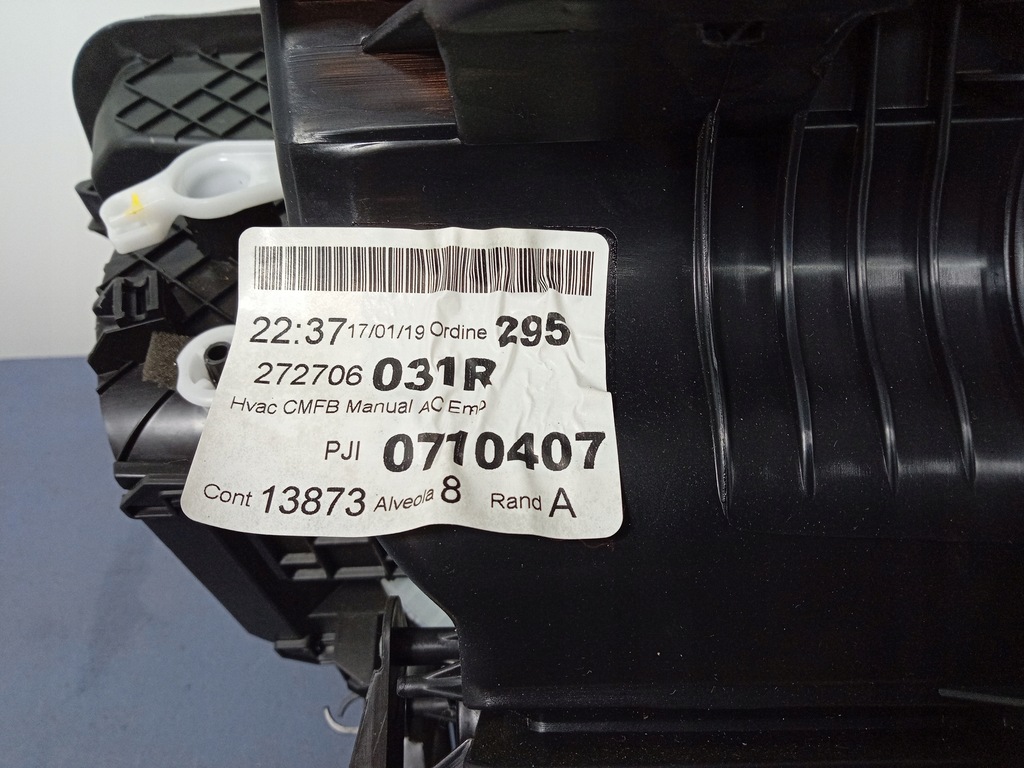 22:37 17/01/19 Ordine 295
272706 031R
Hvac CMFB Manual AC
PJI 0710407
Cont 13873 Alveola 8 Rand A